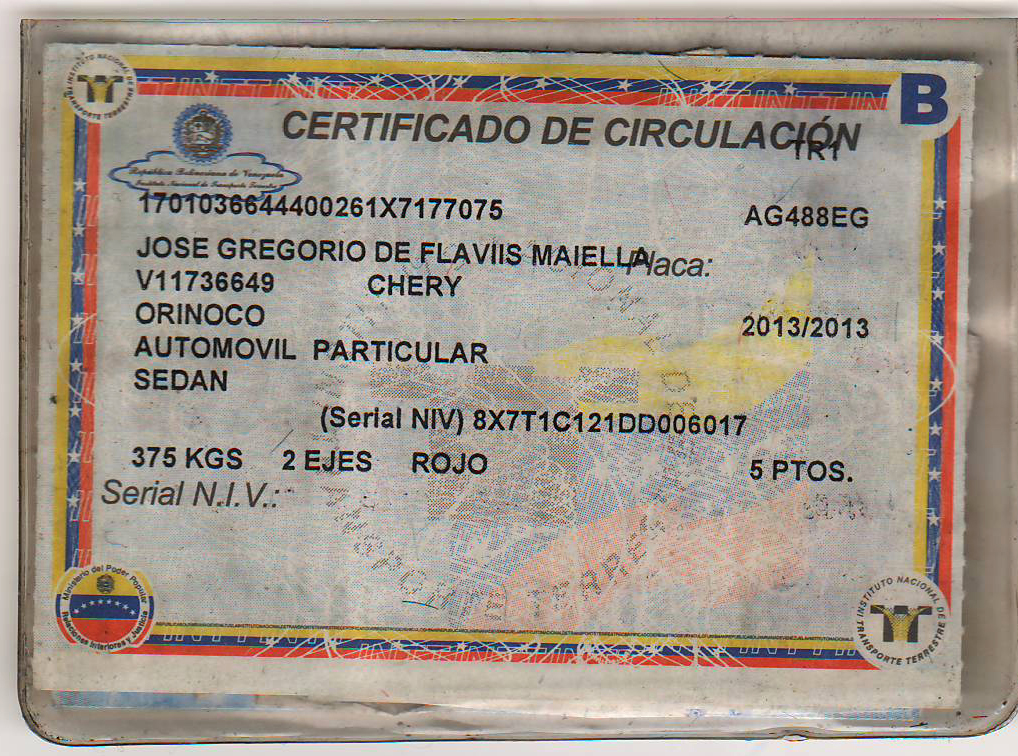 INSTITUTO NACIONAL DE TRANSPORTE TERRESTRE
B
CERTIFICADO DE CIRCULACIÓN
TR1
República Bolivariana de Venezuela
Instituto Nacional de Transporte Terrestre
1701036644400261X7177075 AG488EG
JOSE GREGORIO DE FLAVIIS MAIELLA Placa:
V11736649 CHERY
ORINOCO 2013/2013
AUTOMOVIL PARTICULAR
SEDAN
(Serial NIV) 8X7T1C121DD006017
375 KGS 2 EJES ROJO 5 PTOS.
Serial N.I.V.:
TRANSPORTE TERRESTRE
Ministerio del Poder Popular
Relaciones Interiores y Justicia
INSTITUTO NACIONAL DE TRANSPORTE TERRESTRE